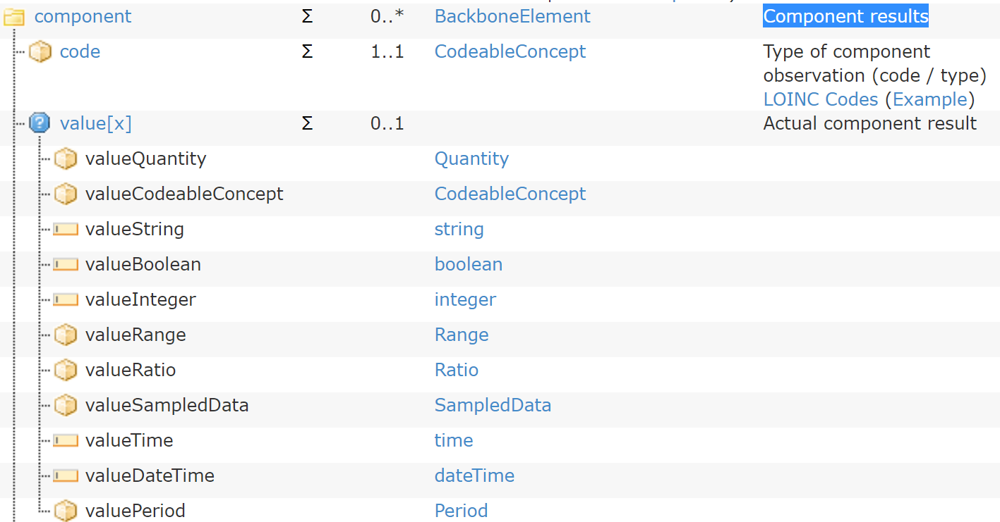 component Σ 0..* BackboneElement Component results
code Σ 1..1 CodeableConcept Type of component
observation (code / type)
LOINC Codes (Example)
value[x] Σ 0..1 Actual component result
valueQuantity Quantity
valueCodeableConcept CodeableConcept
valueString string
valueBoolean boolean
valueInteger integer
valueRange Range
valueRatio Ratio
valueSampledData SampledData
valueTime time
valueDateTime dateTime
valuePeriod Period